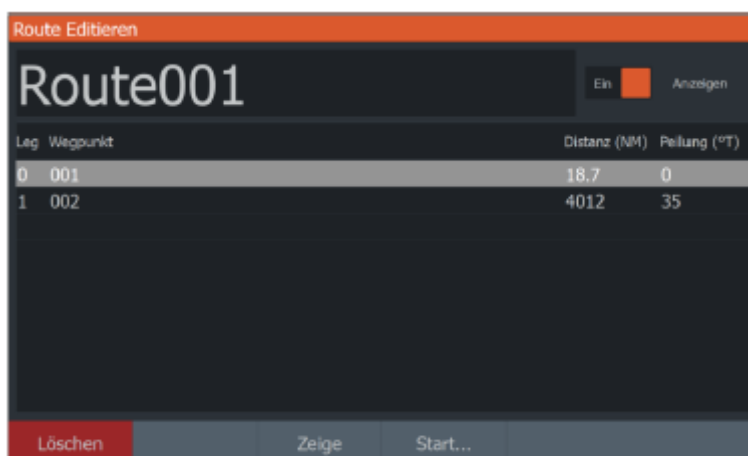 Route Editieren
Route001 Ein Anzeigen
Leg Wegpunkt Distanz (NM) Peilung (°T)
0 001 18.7 0
1 002 4012 35
Löschen Zeige Start...